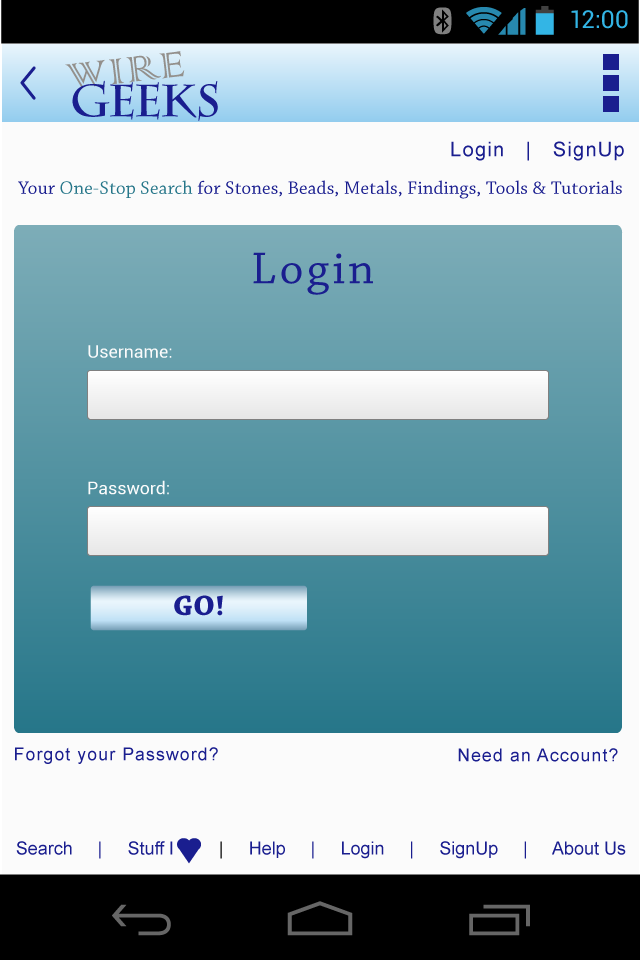 12:00
WIRE
GEEKS
Login | SignUp
Your One-Stop Search for Stones, Beads, Metals, Findings, Tools & Tutorials
Login
Username:
Password:
GO!
Forgot your Password? Need an Account?
Search | Stuff I | Help | Login | SignUp | About Us